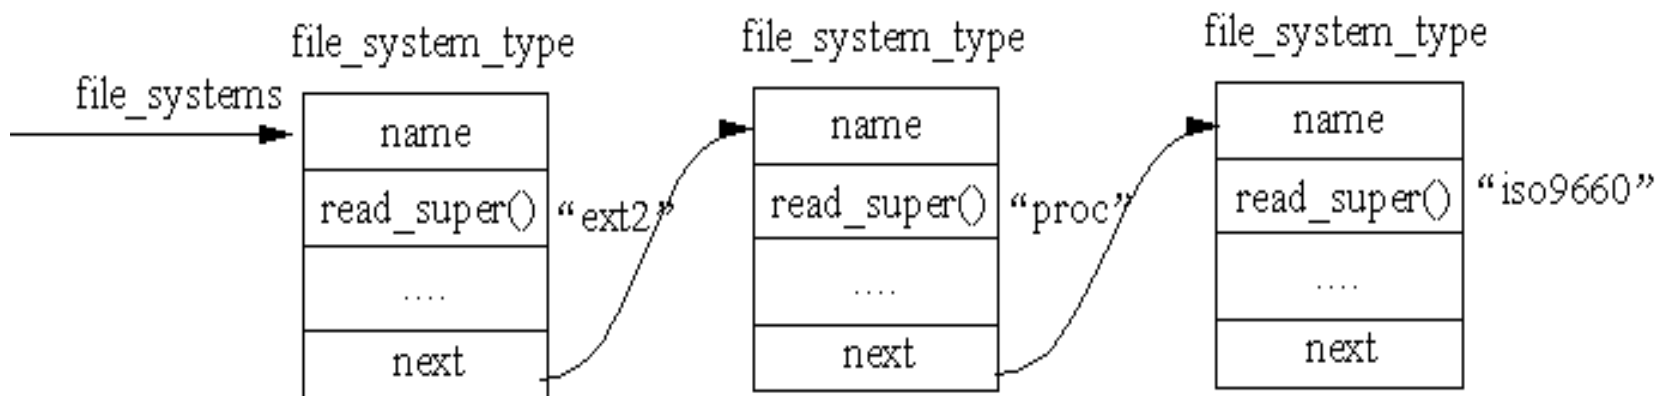 file_system_type
file_system_type
file_system_type
file_systems
name
read_super()
“ext2”
....
next
name
read_super()
“proc”
....
next
name
read_super()
“iso9660”
....
next